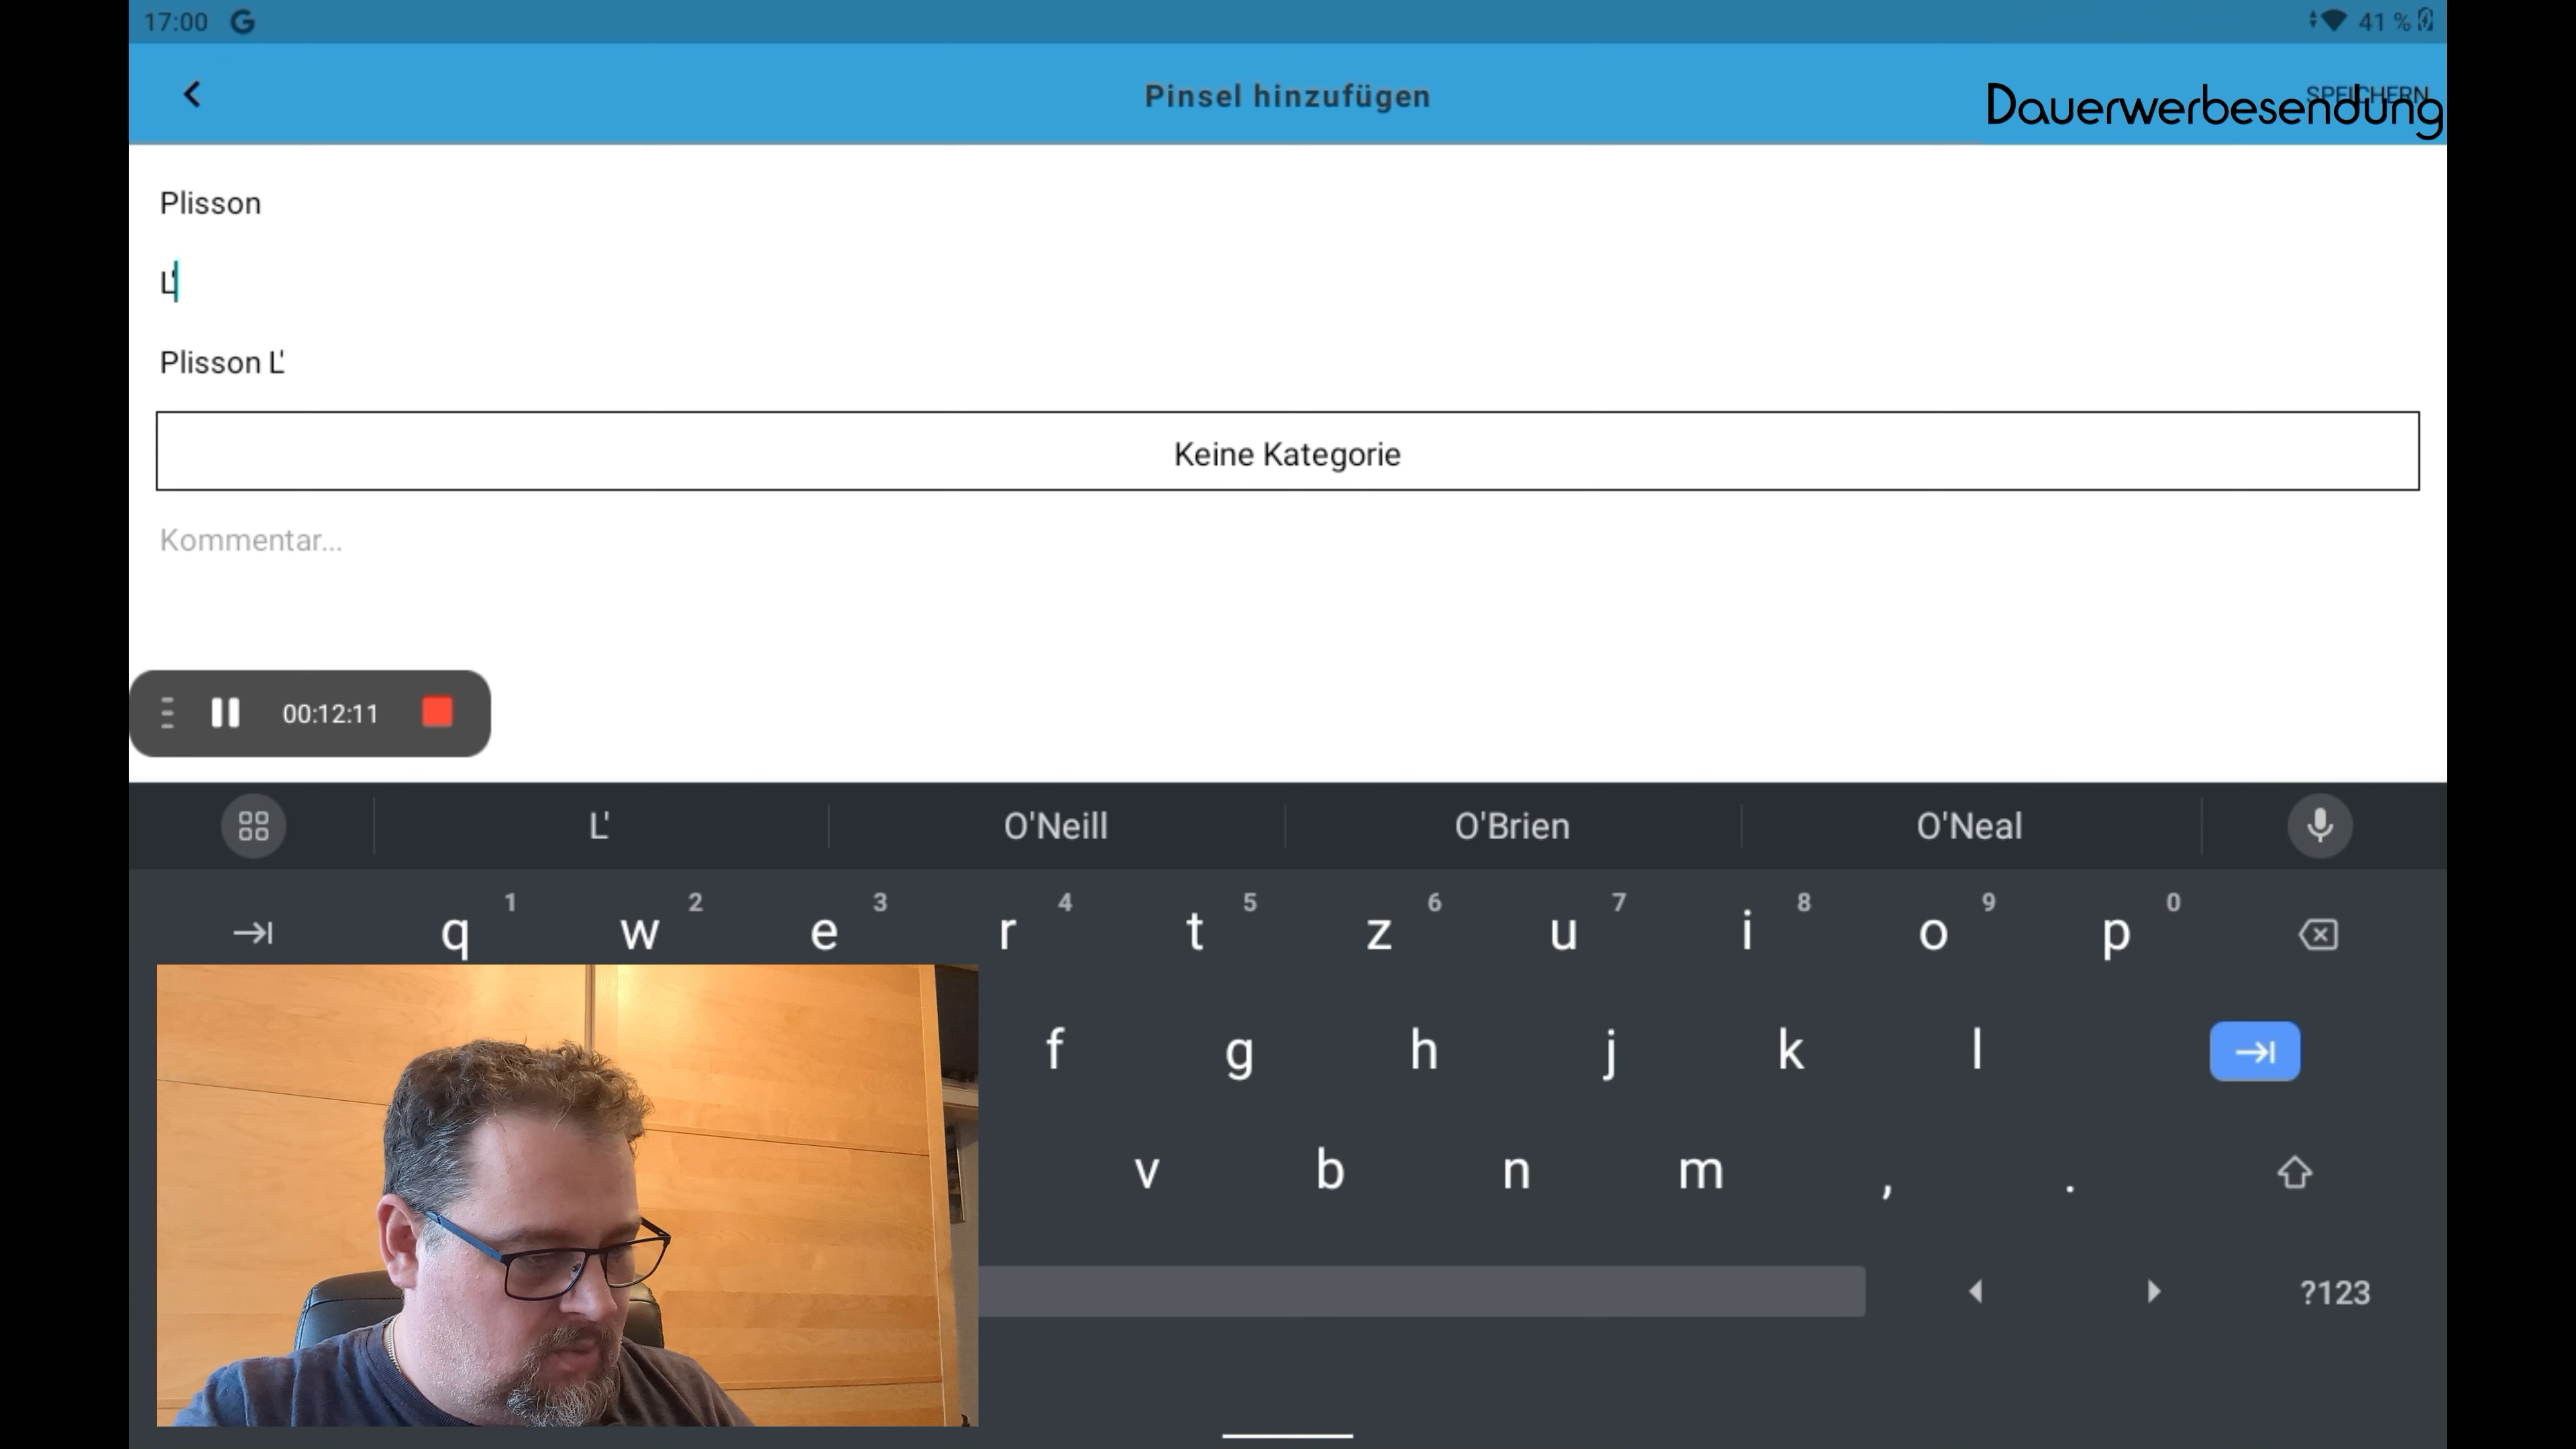 17:00 G 41 %
Pinsel hinzufügen
SPEICHERN
Dauerwerbesendung
Plisson
L'
Plisson L'
Keine Kategorie
Kommentar...
00:12:11
L' O'Neill O'Brien O'Neal
1 2 3 4 5 6 7 8 9 0
q w e r t z u i o p
f g h j k l
v b n m , .
?123